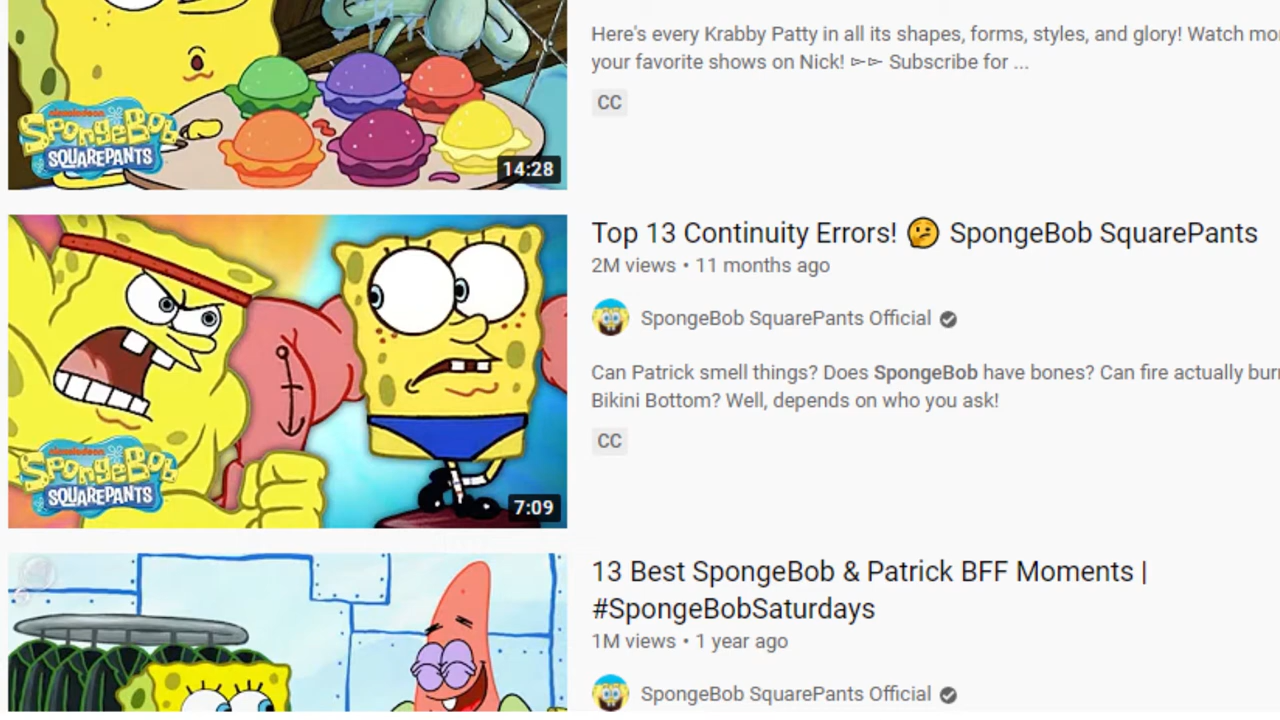 Here's every Krabby Patty in all its shapes, forms, styles, and glory! Watch mo
your favorite shows on Nick! ►► Subscribe for ...
CC
nickelodeon
SpongeBob
SQUAREPANTS
14:28
Top 13 Continuity Errors! 🤔 SpongeBob SquarePants
2M views • 11 months ago
SpongeBob SquarePants Official
Can Patrick smell things? Does SpongeBob have bones? Can fire actually bur
Bikini Bottom? Well, depends on who you ask!
CC
nickelodeon
SpongeBob
SQUAREPANTS
7:09
13 Best SpongeBob & Patrick BFF Moments |
#SpongeBobSaturdays
1M views • 1 year ago
SpongeBob SquarePants Official